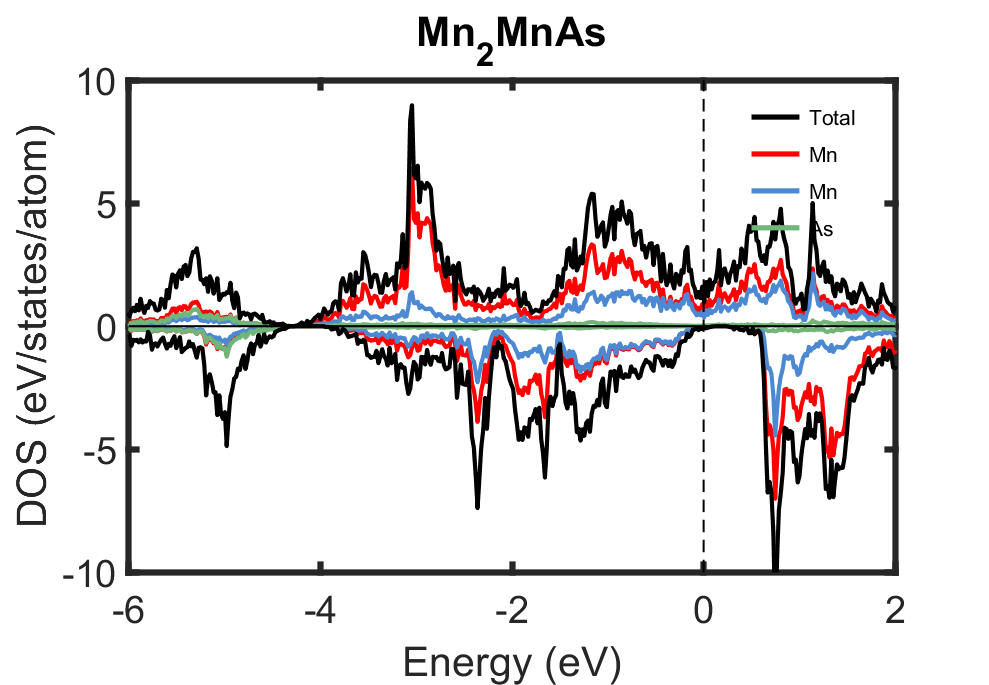 Mn2MnAs
DOS (eV/states/atom)
10
5
0
-5
-10
Total
Mn
Mn
As
-6
-4
-2
0
2
Energy (eV)